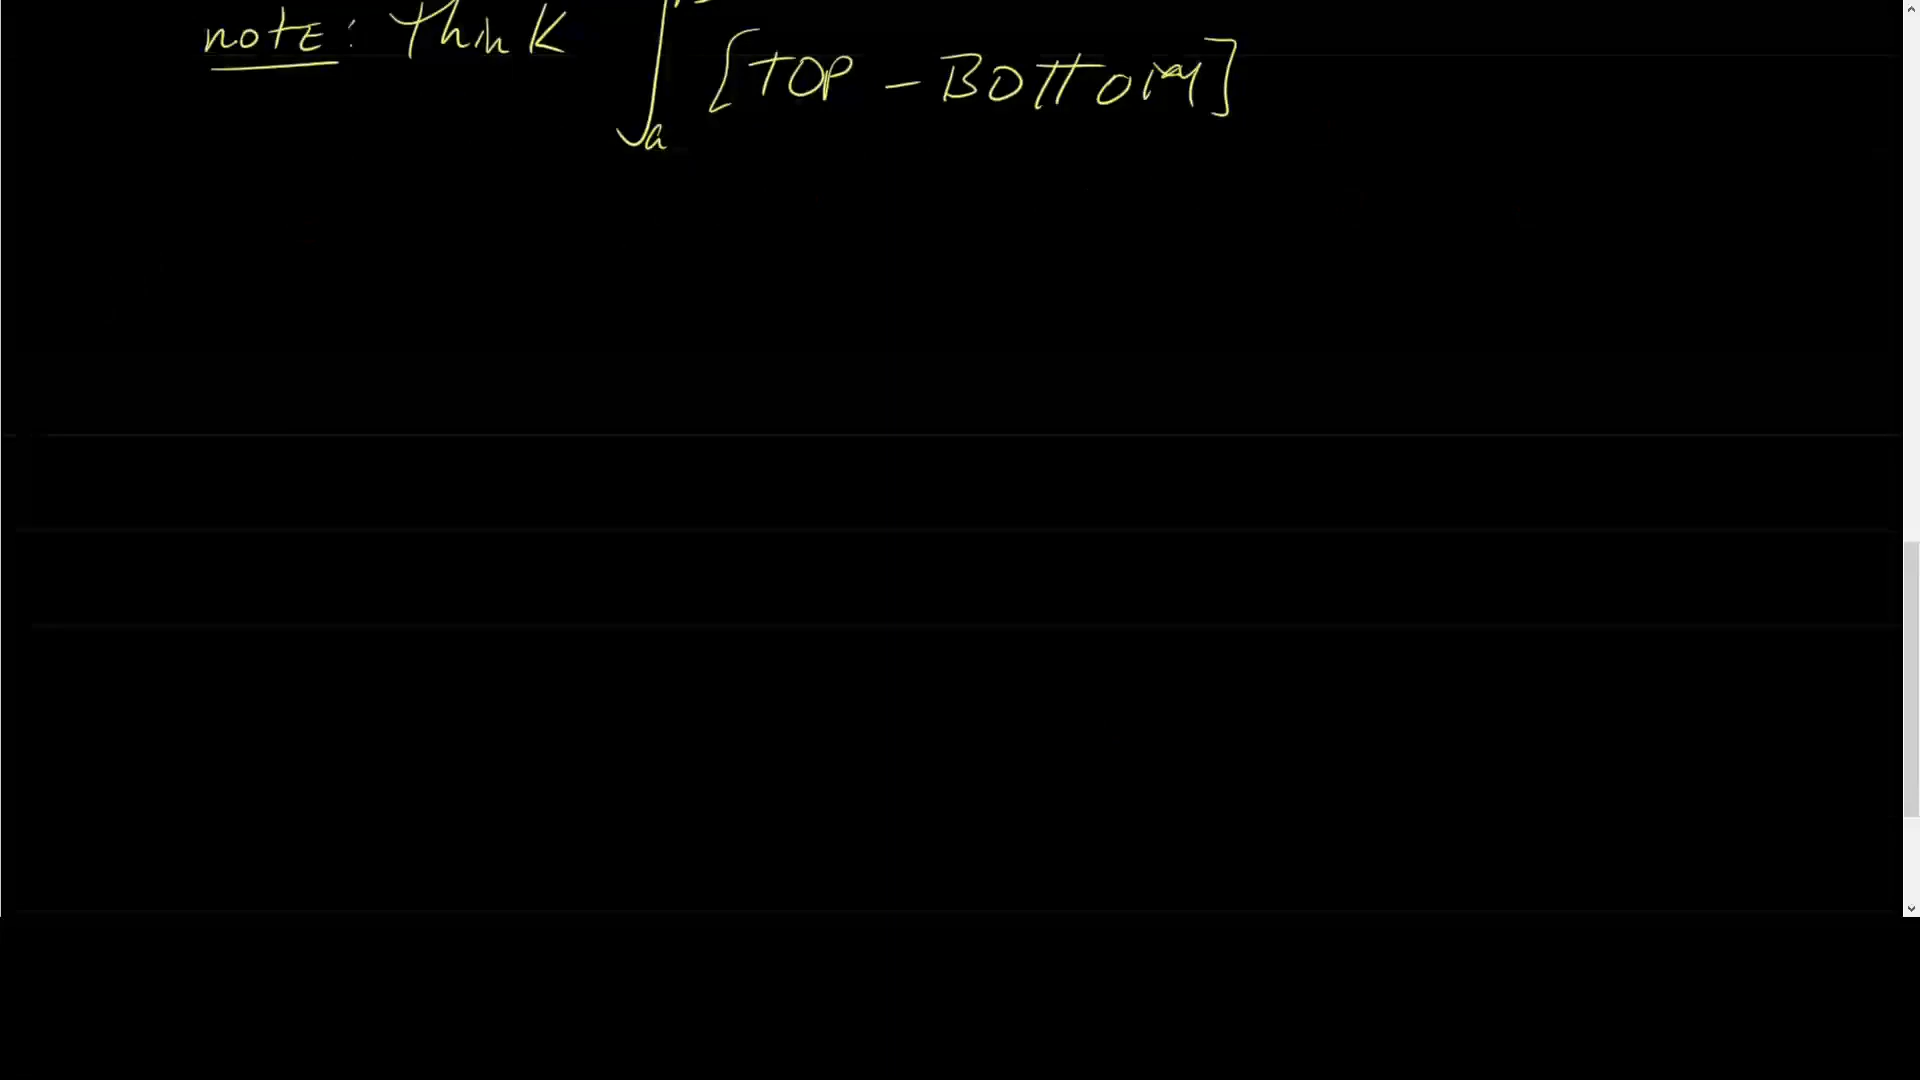 note: Think ∫a [TOP - BOTTOM]